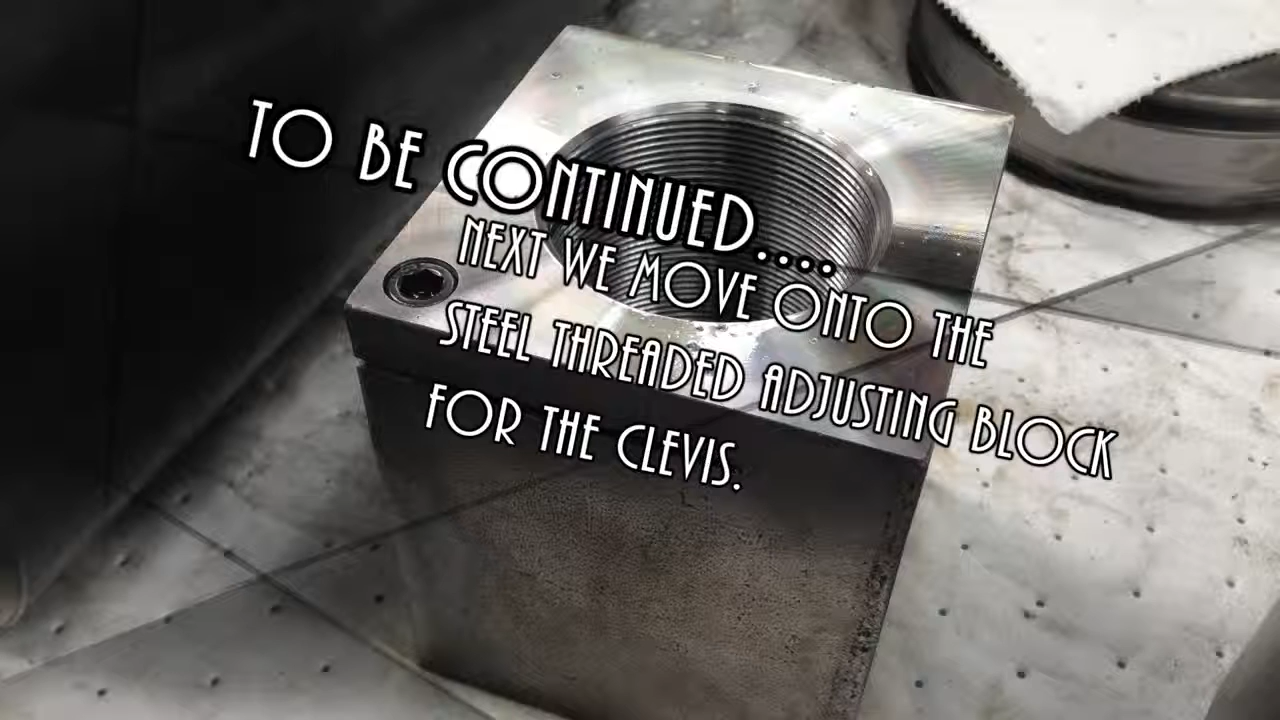 TO BE CONTINUED....
NEXT WE MOVE ONTO THE
STEEL THREADED ADJUSTING BLOCK
FOR THE CLEVIS.